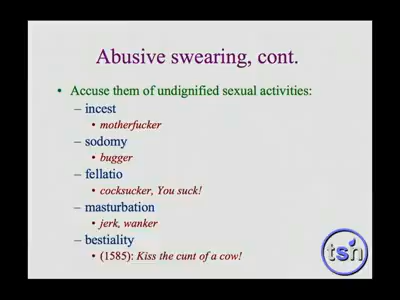 Abusive swearing, cont.
• Accuse them of undignified sexual activities:
– incest
• motherfucker
– sodomy
• bugger
– fellatio
• cocksucker, You suck!
– masturbation
• jerk, wanker
– bestiality
• (1585): Kiss the cunt of a cow!
tsn